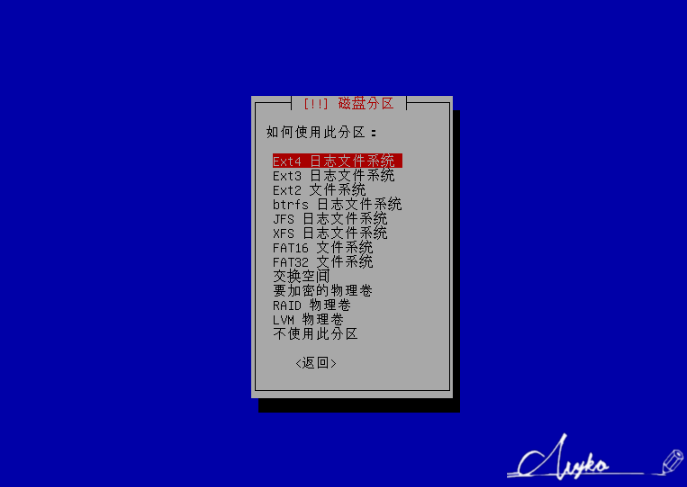 [!!] 磁盘分区
如何使用此分区：
Ext4 日志文件系统
Ext3 日志文件系统
Ext2 文件系统
btrfs 日志文件系统
JFS 日志文件系统
XFS 日志文件系统
FAT16 文件系统
FAT32 文件系统
交换空间
要加密的物理卷
RAID 物理卷
LVM 物理卷
不使用此分区
<返回>